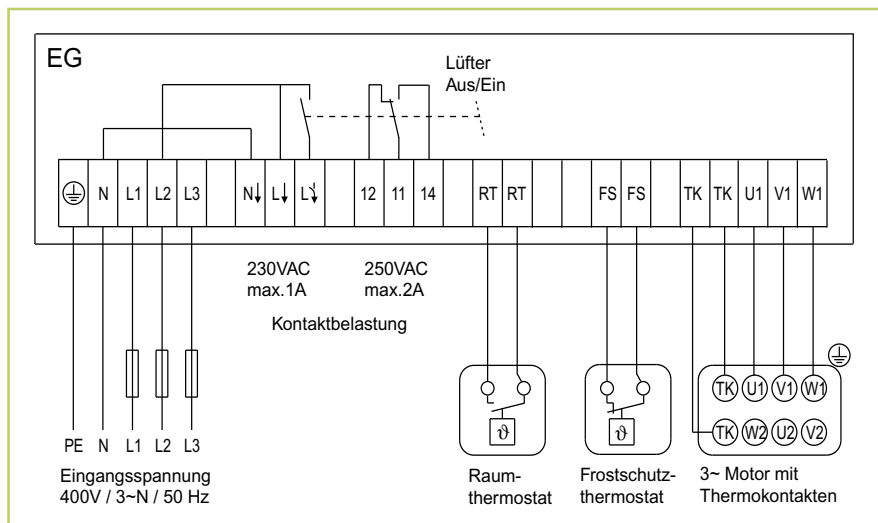 EG
Lüfter
Aus/Ein
N L1 L2 L3 N↓ L↓ L 12 11 14 RT RT FS FS TK TK U1 V1 W1
230VAC
max.1A
250VAC
max.2A
Kontaktbelastung
TK U1 V1 W1
TK W2 U2 V2
ϑ
ϑ
PE N L1 L2 L3
Eingangsspannung
400V / 3~N / 50 Hz
Raum-
thermostat
Frostschutz-
thermostat
3~ Motor mit
Thermokontakten